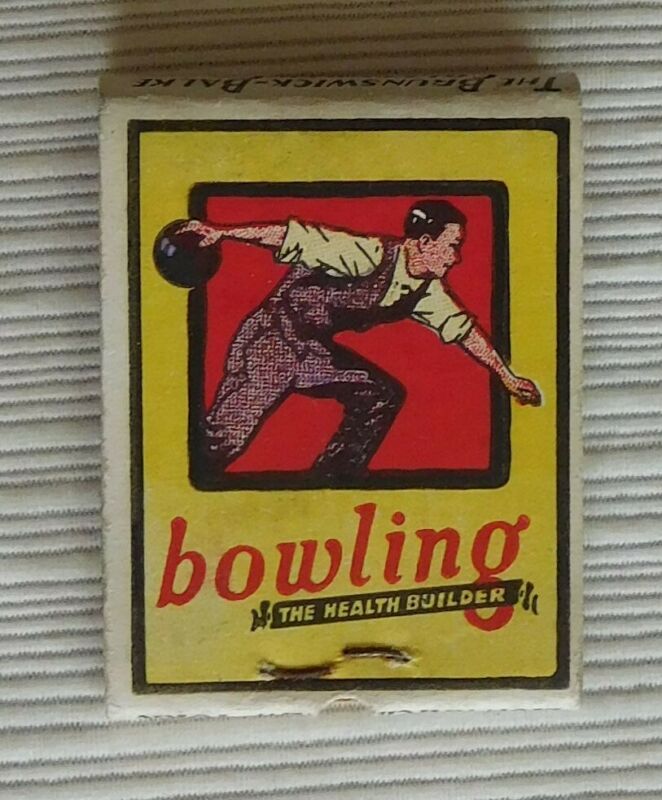 THE BRUNSWICK-BALKE
bowling
THE HEALTH BUILDER